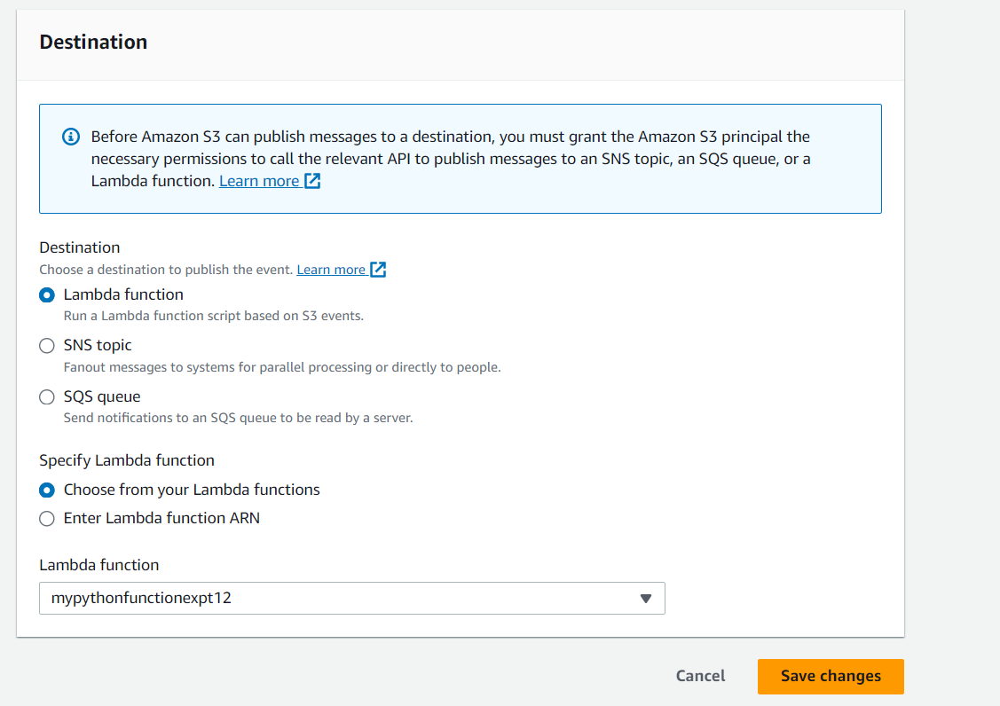 Destination
Before Amazon S3 can publish messages to a destination, you must grant the Amazon S3 principal the
necessary permissions to call the relevant API to publish messages to an SNS topic, an SQS queue, or a
Lambda function. Learn more
Destination
Choose a destination to publish the event. Learn more
Lambda function
Run a Lambda function script based on S3 events.
SNS topic
Fanout messages to systems for parallel processing or directly to people.
SQS queue
Send notifications to an SQS queue to be read by a server.
Specify Lambda function
Choose from your Lambda functions
Enter Lambda function ARN
Lambda function
mypythonfunctionexpt12
Cancel
Save changes